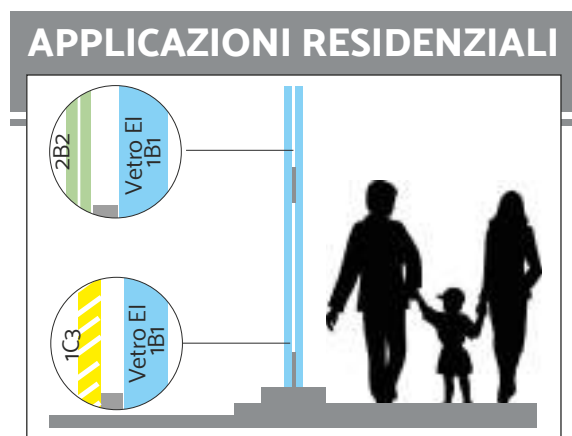 APPLICAZIONI RESIDENZIALI
2B2
Vetro EI
1B1
1C3
Vetro EI
1B1